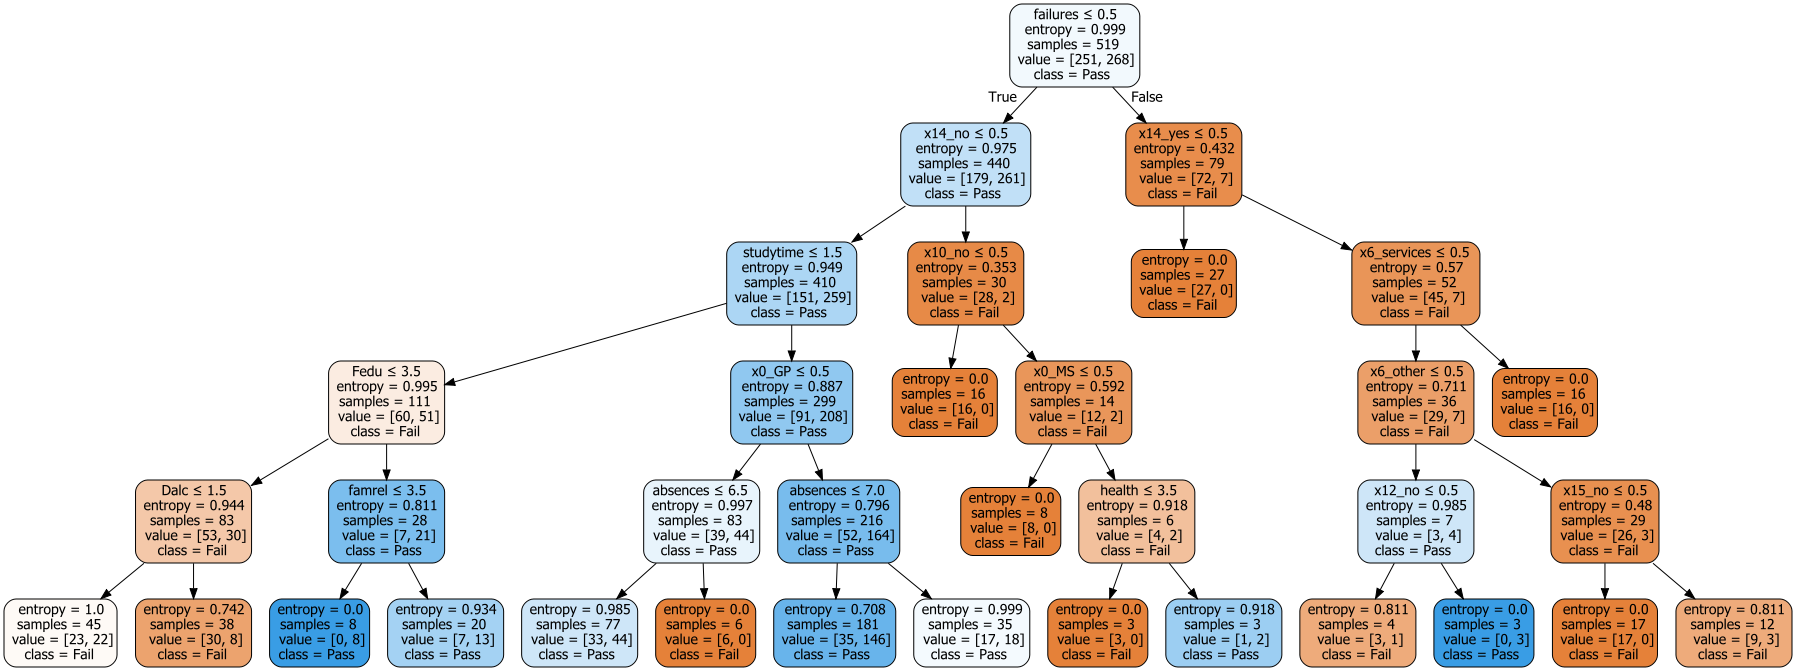 failures ≤ 0.5
entropy = 0.999
samples = 519
value = [251, 268]
class = Pass
True
False
x14_no ≤ 0.5
entropy = 0.975
samples = 440
value = [179, 261]
class = Pass
x14_yes ≤ 0.5
entropy = 0.432
samples = 79
value = [72, 7]
class = Fail
studytime ≤ 1.5
entropy = 0.949
samples = 410
value = [151, 259]
class = Pass
x10_no ≤ 0.5
entropy = 0.353
samples = 30
value = [28, 2]
class = Fail
entropy = 0.0
samples = 27
value = [27, 0]
class = Fail
x6_services ≤ 0.5
entropy = 0.57
samples = 52
value = [45, 7]
class = Fail
Fedu ≤ 3.5
entropy = 0.995
samples = 111
value = [60, 51]
class = Fail
x0_GP ≤ 0.5
entropy = 0.887
samples = 299
value = [91, 208]
class = Pass
entropy = 0.0
samples = 16
value = [16, 0]
class = Fail
x0_MS ≤ 0.5
entropy = 0.592
samples = 14
value = [12, 2]
class = Fail
x6_other ≤ 0.5
entropy = 0.711
samples = 36
value = [29, 7]
class = Fail
entropy = 0.0
samples = 16
value = [16, 0]
class = Fail
Dalc ≤ 1.5
entropy = 0.944
samples = 83
value = [53, 30]
class = Fail
famrel ≤ 3.5
entropy = 0.811
samples = 28
value = [7, 21]
class = Pass
absences ≤ 6.5
entropy = 0.997
samples = 83
value = [39, 44]
class = Pass
absences ≤ 7.0
entropy = 0.796
samples = 216
value = [52, 164]
class = Pass
entropy = 0.0
samples = 8
value = [8, 0]
class = Fail
health ≤ 3.5
entropy = 0.918
samples = 6
value = [4, 2]
class = Fail
x12_no ≤ 0.5
entropy = 0.985
samples = 7
value = [3, 4]
class = Pass
x15_no ≤ 0.5
entropy = 0.48
samples = 29
value = [26, 3]
class = Fail
entropy = 1.0
samples = 45
value = [23, 22]
class = Fail
entropy = 0.742
samples = 38
value = [30, 8]
class = Fail
entropy = 0.0
samples = 8
value = [0, 8]
class = Pass
entropy = 0.934
samples = 20
value = [7, 13]
class = Pass
entropy = 0.985
samples = 77
value = [33, 44]
class = Pass
entropy = 0.0
samples = 6
value = [6, 0]
class = Fail
entropy = 0.708
samples = 181
value = [35, 146]
class = Pass
entropy = 0.999
samples = 35
value = [17, 18]
class = Pass
entropy = 0.0
samples = 3
value = [3, 0]
class = Fail
entropy = 0.918
samples = 3
value = [1, 2]
class = Pass
entropy = 0.811
samples = 4
value = [3, 1]
class = Fail
entropy = 0.0
samples = 3
value = [0, 3]
class = Pass
entropy = 0.0
samples = 17
value = [17, 0]
class = Fail
entropy = 0.811
samples = 12
value = [9, 3]
class = Fail